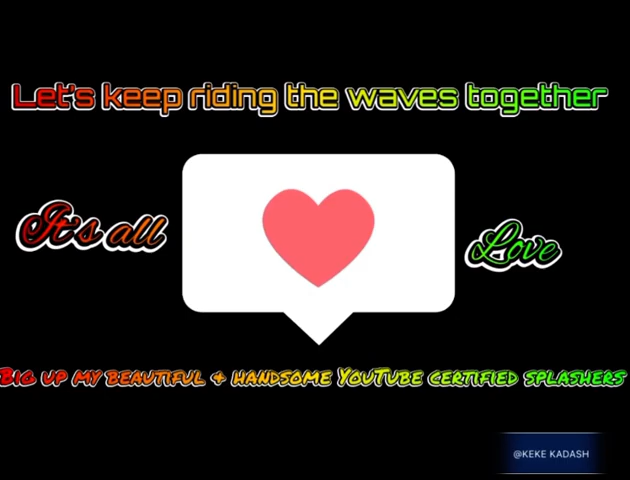 Let's keep riding the waves together
It's all
Love
Big up my beautiful & handsome YouTube certified splashers
@KEKE KADASH